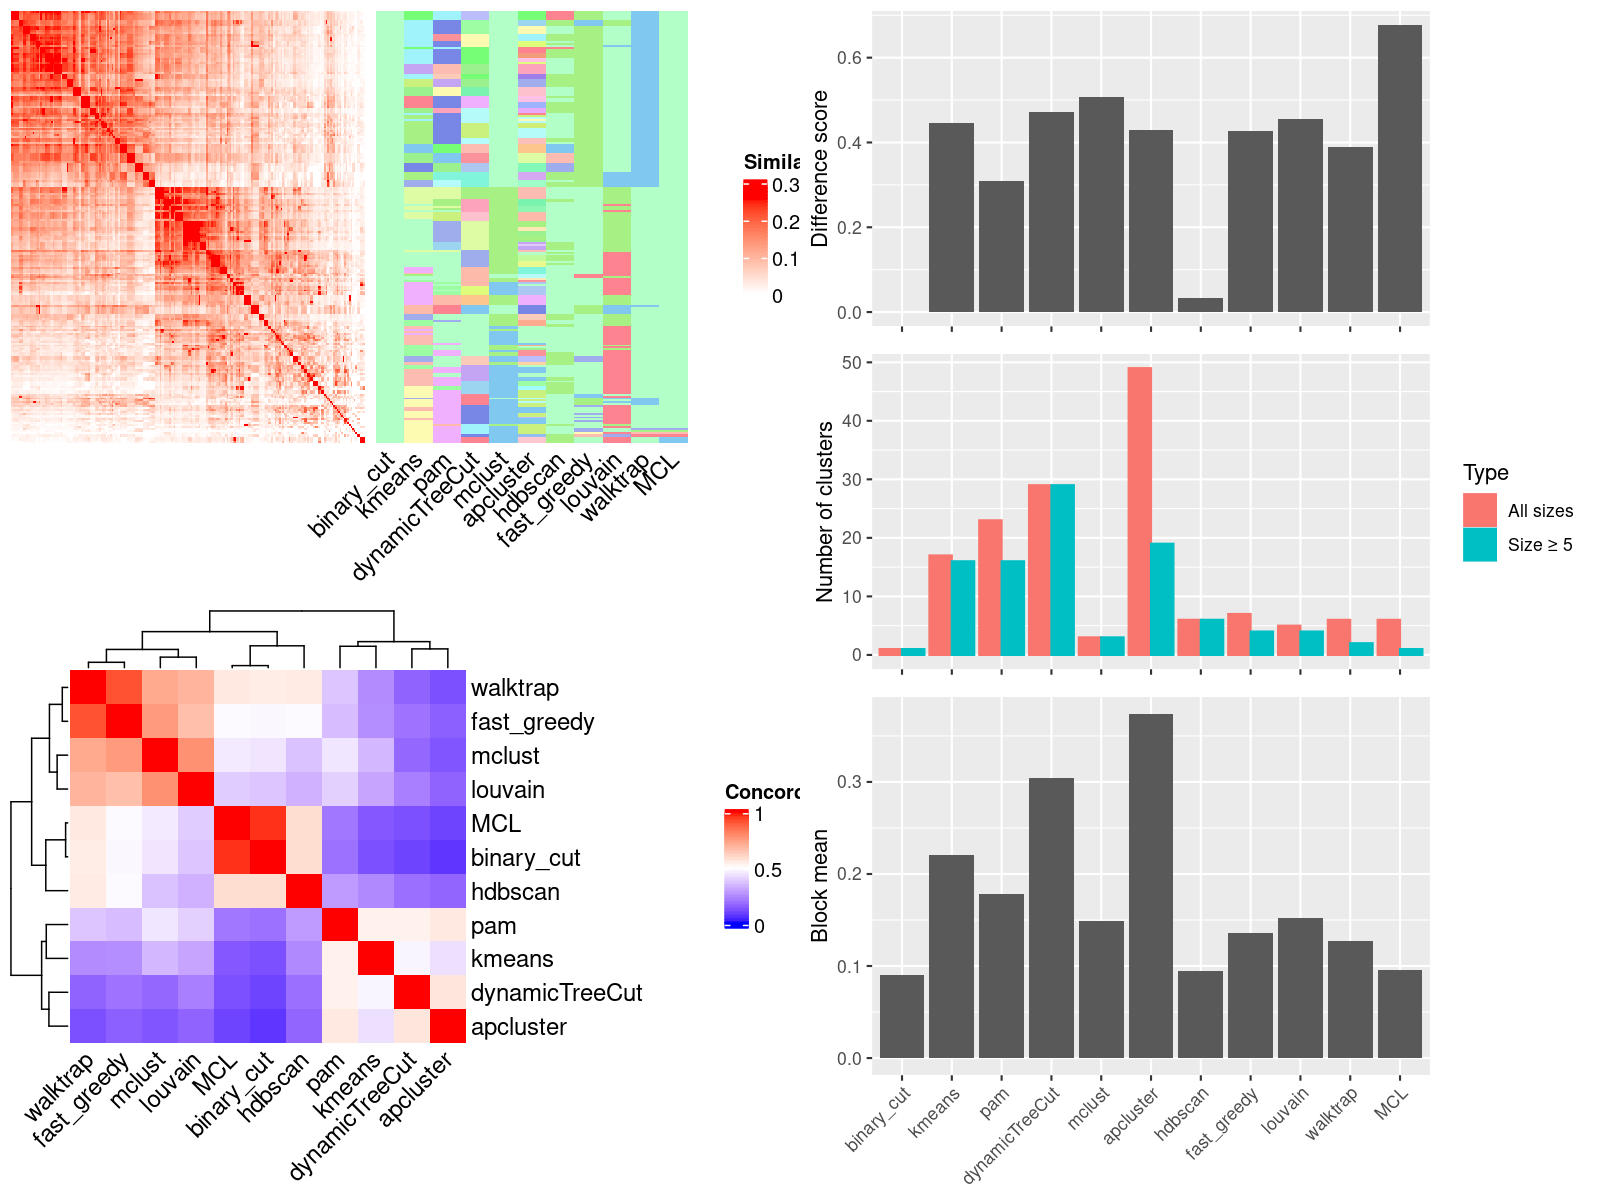 Simila
0.3
0.2
0.1
0
binary_cut
kmeans
pam
dynamicTreeCut
mclust
apcluster
hdbscan
fast_greedy
louvain
walktrap
MCL
walktrap
fast_greedy
mclust
louvain
MCL
binary_cut
hdbscan
pam
kmeans
dynamicTreeCut
apcluster
walktrap
fast_greedy
mclust
louvain
MCL
binary_cut
hdbscan
pam
kmeans
dynamicTreeCut
apcluster
Concord
1
0.5
0
Difference score
0.6
0.4
0.2
0.0
Number of clusters
50
40
30
20
10
0
Type
All sizes
Size ≥ 5
Block mean
0.3
0.2
0.1
0.0
binary_cut
kmeans
pam
dynamicTreeCut
mclust
apcluster
hdbscan
fast_greedy
louvain
walktrap
MCL